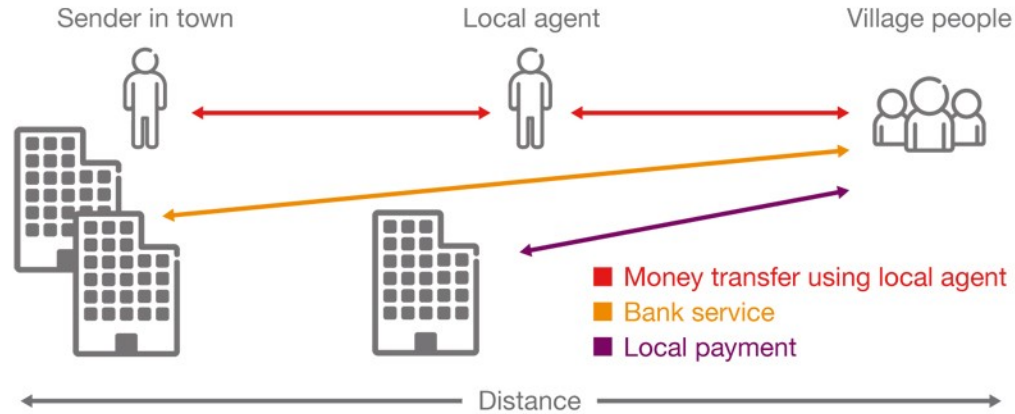 Sender in town
Local agent
Village people
Money transfer using local agent
Bank service
Local payment
Distance